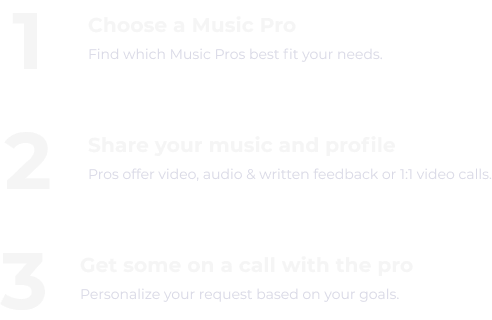 1
Choose a Music Pro
Find which Music Pros best fit your needs.
2
Share your music and profile
Pros offer video, audio & written feedback or 1:1 video calls.
3
Get some on a call with the pro
Personalize your request based on your goals.